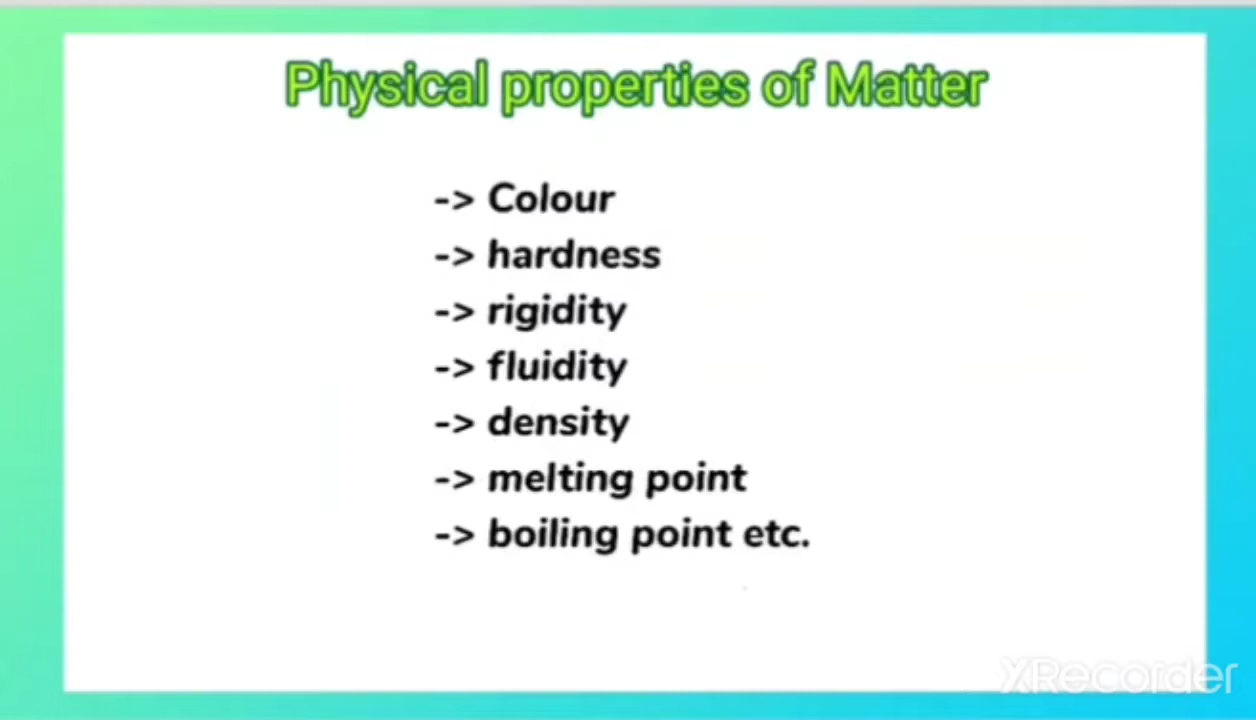 Physical properties of Matter
-> Colour
-> hardness
-> rigidity
-> fluidity
-> density
-> melting point
-> boiling point etc.
XRecorder